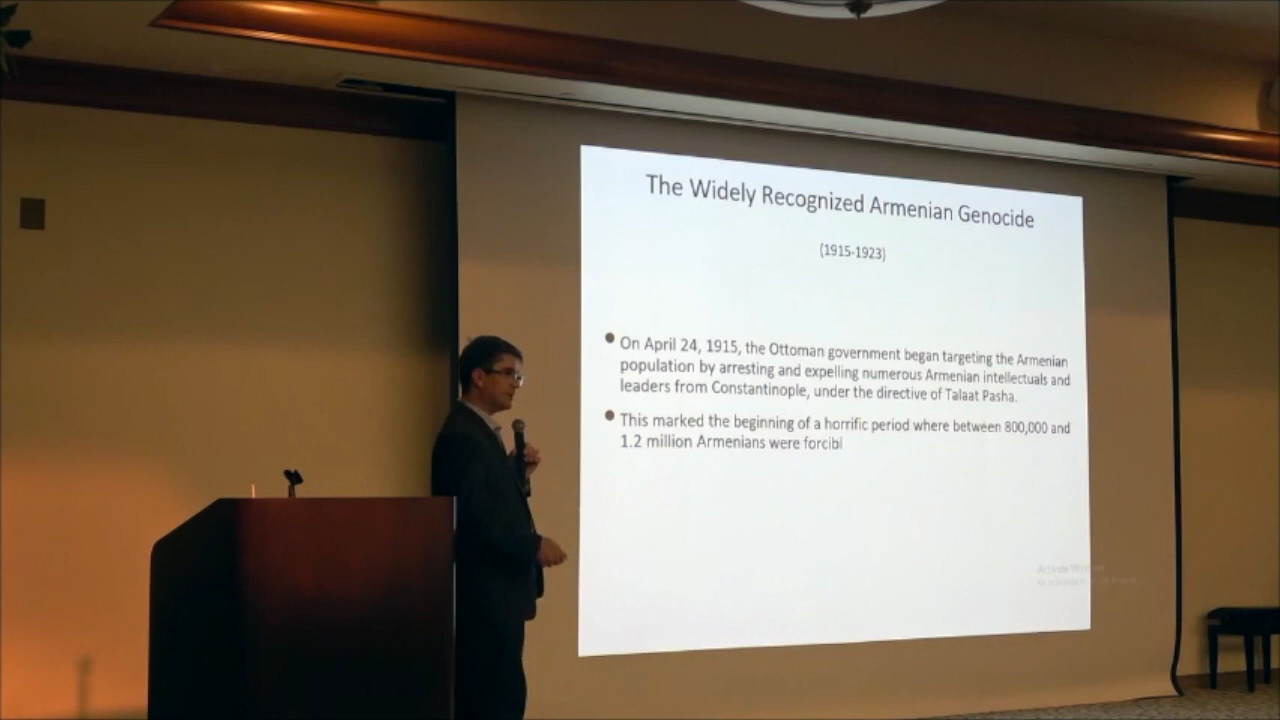 The Widely Recognized Armenian Genocide
(1915-1923)
On April 24, 1915, the Ottoman government began targeting the Armenian
population by arresting and expelling numerous Armenian intellectuals and
leaders from Constantinople, under the directive of Talaat Pasha.
This marked the beginning of a horrific period where between 800,000 and
1.2 million Armenians were forcibl